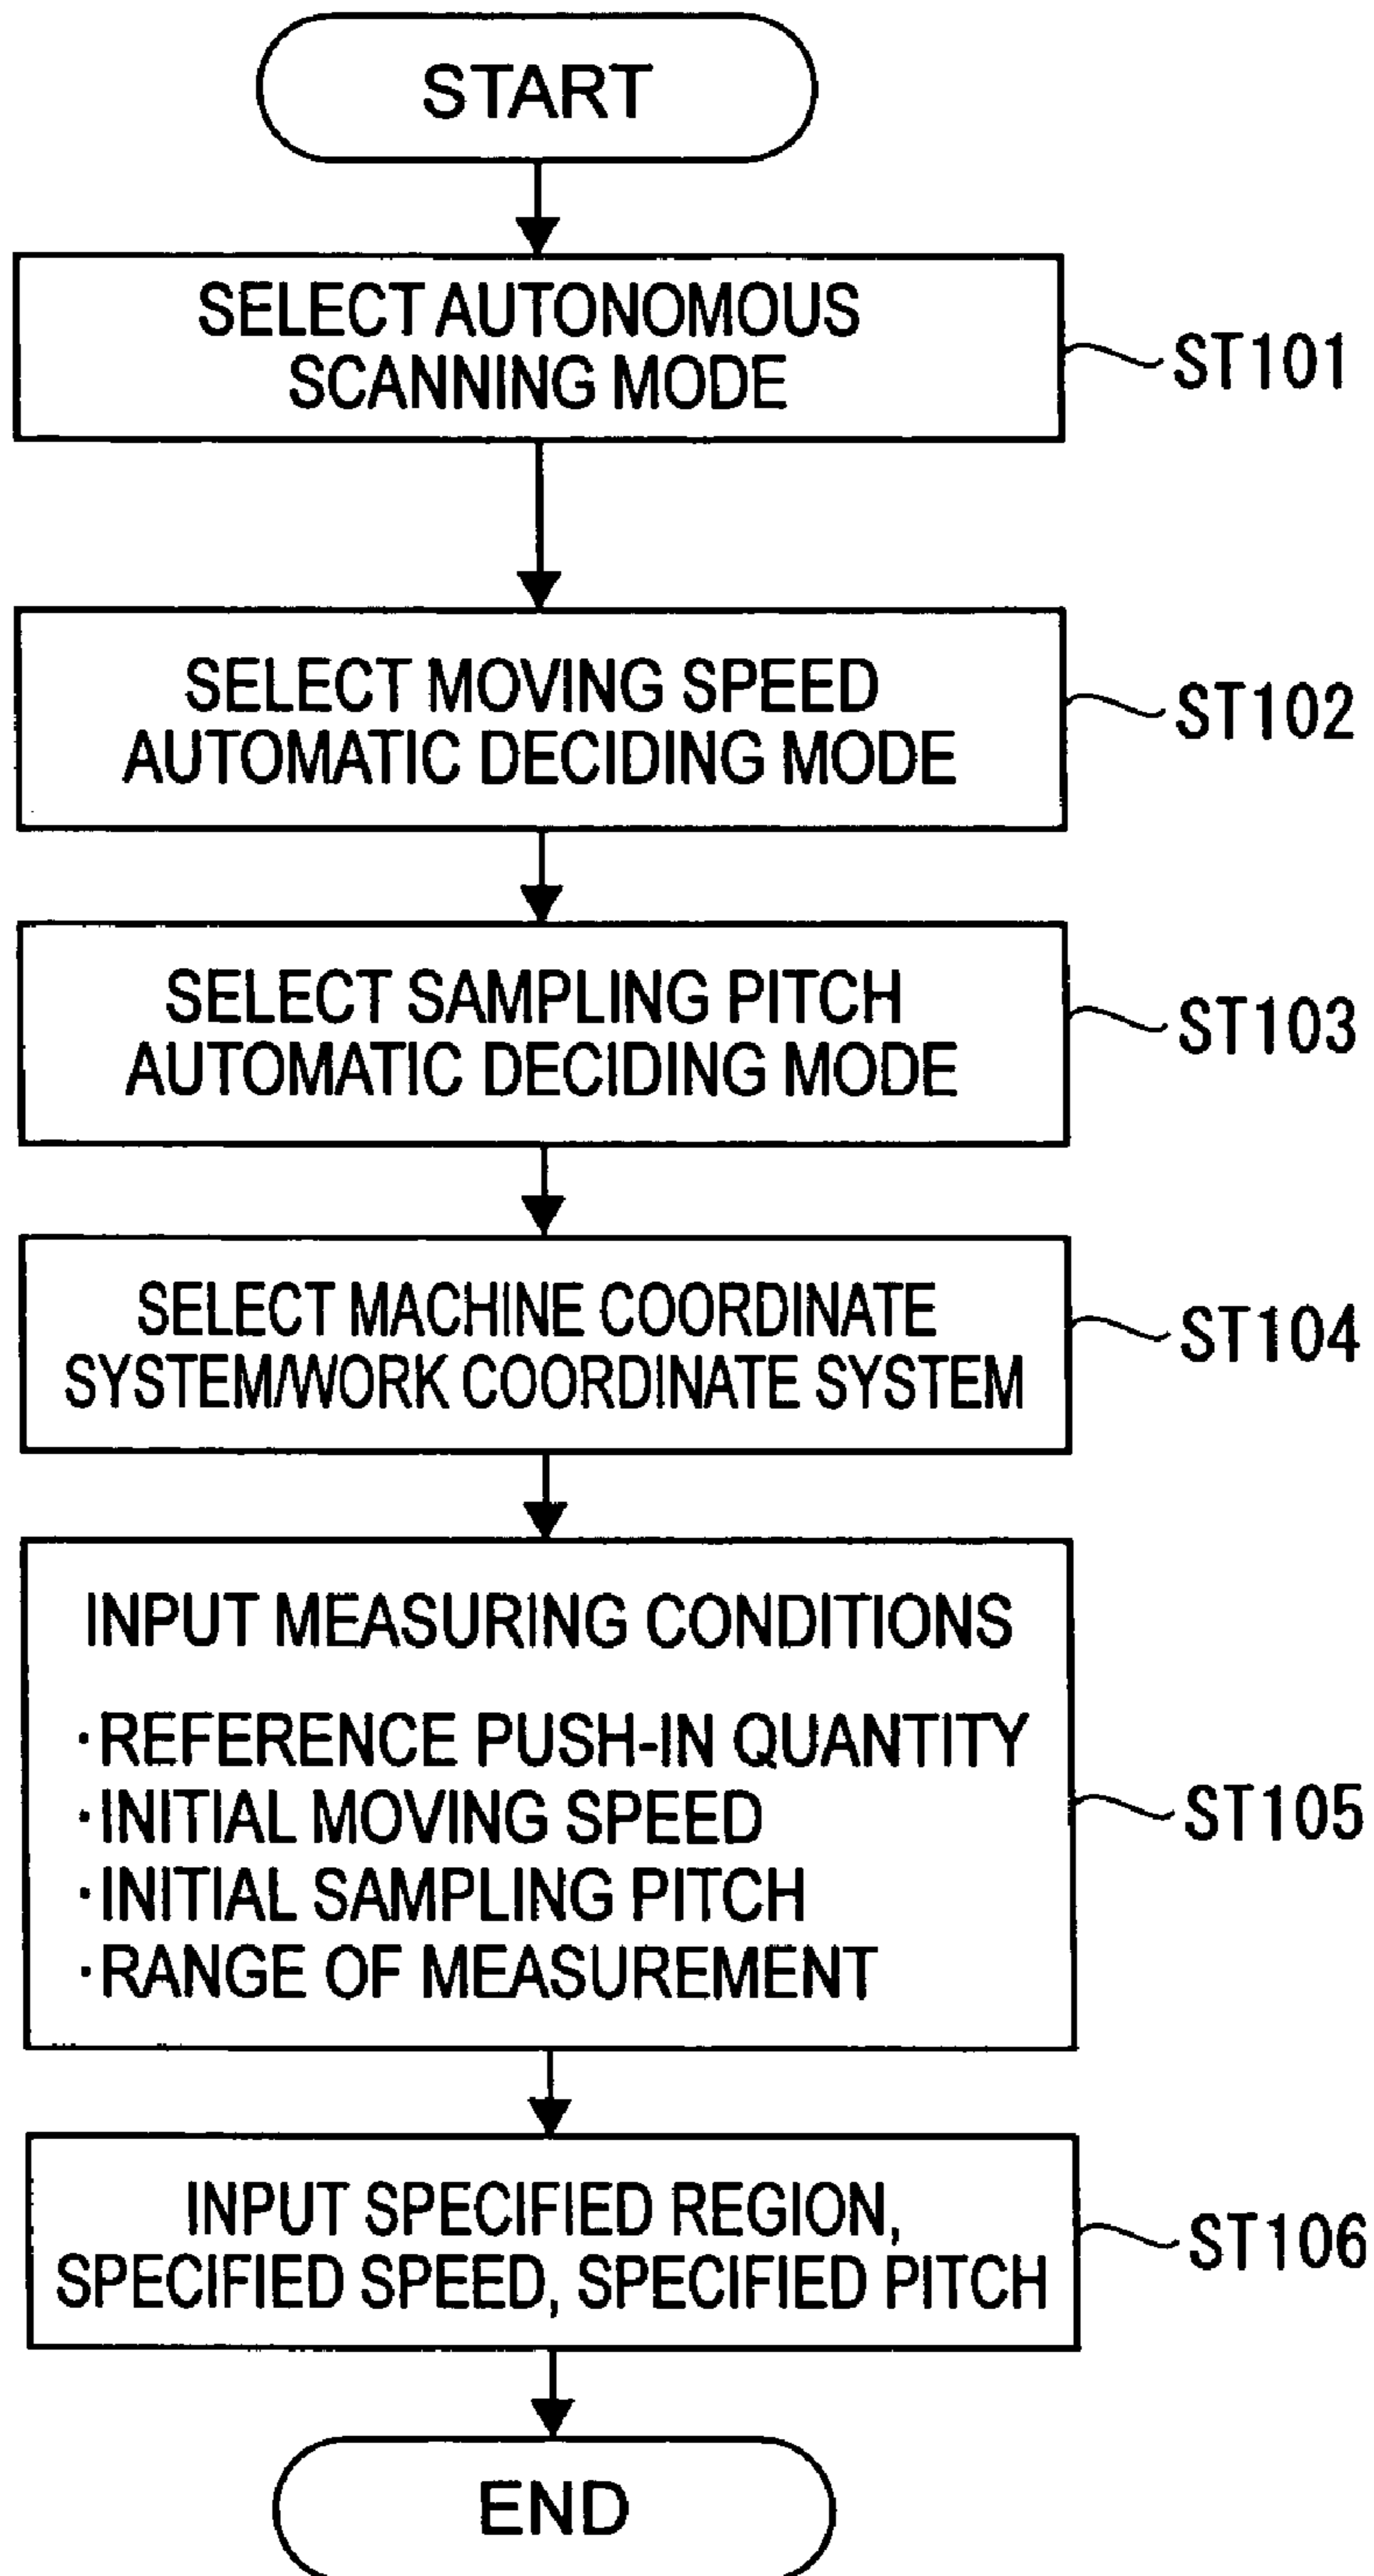 START
SELECT AUTONOMOUS
SCANNING MODE
ST101
SELECT MOVING SPEED
AUTOMATIC DECIDING MODE
ST102
SELECT SAMPLING PITCH
AUTOMATIC DECIDING MODE
ST103
SELECT MACHINE COORDINATE
SYSTEM/WORK COORDINATE SYSTEM
ST104
INPUT MEASURING CONDITIONS
·REFERENCE PUSH-IN QUANTITY
·INITIAL MOVING SPEED
·INITIAL SAMPLING PITCH
·RANGE OF MEASUREMENT
ST105
INPUT SPECIFIED REGION,
SPECIFIED SPEED, SPECIFIED PITCH
ST106
END